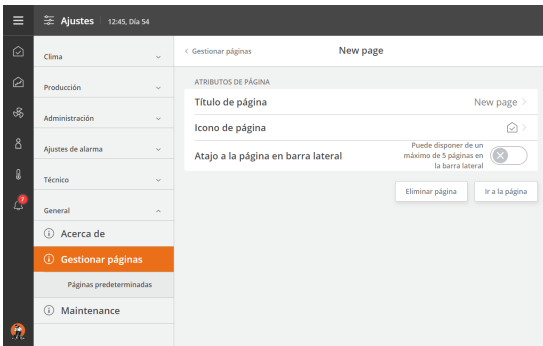 Ajustes 12:45, Día 54
Clima
Producción
Administración
Ajustes de alarma
Técnico
7
General
Acerca de
Gestionar páginas
Páginas predeterminadas
Maintenance
< Gestionar páginas New page
ATRIBUTOS DE PÁGINA
Título de página New page >
Icono de página >
Atajo a la página en barra lateral
Puede disponer de un
máximo de 5 páginas en
la barra lateral
Eliminar página Ir a la página